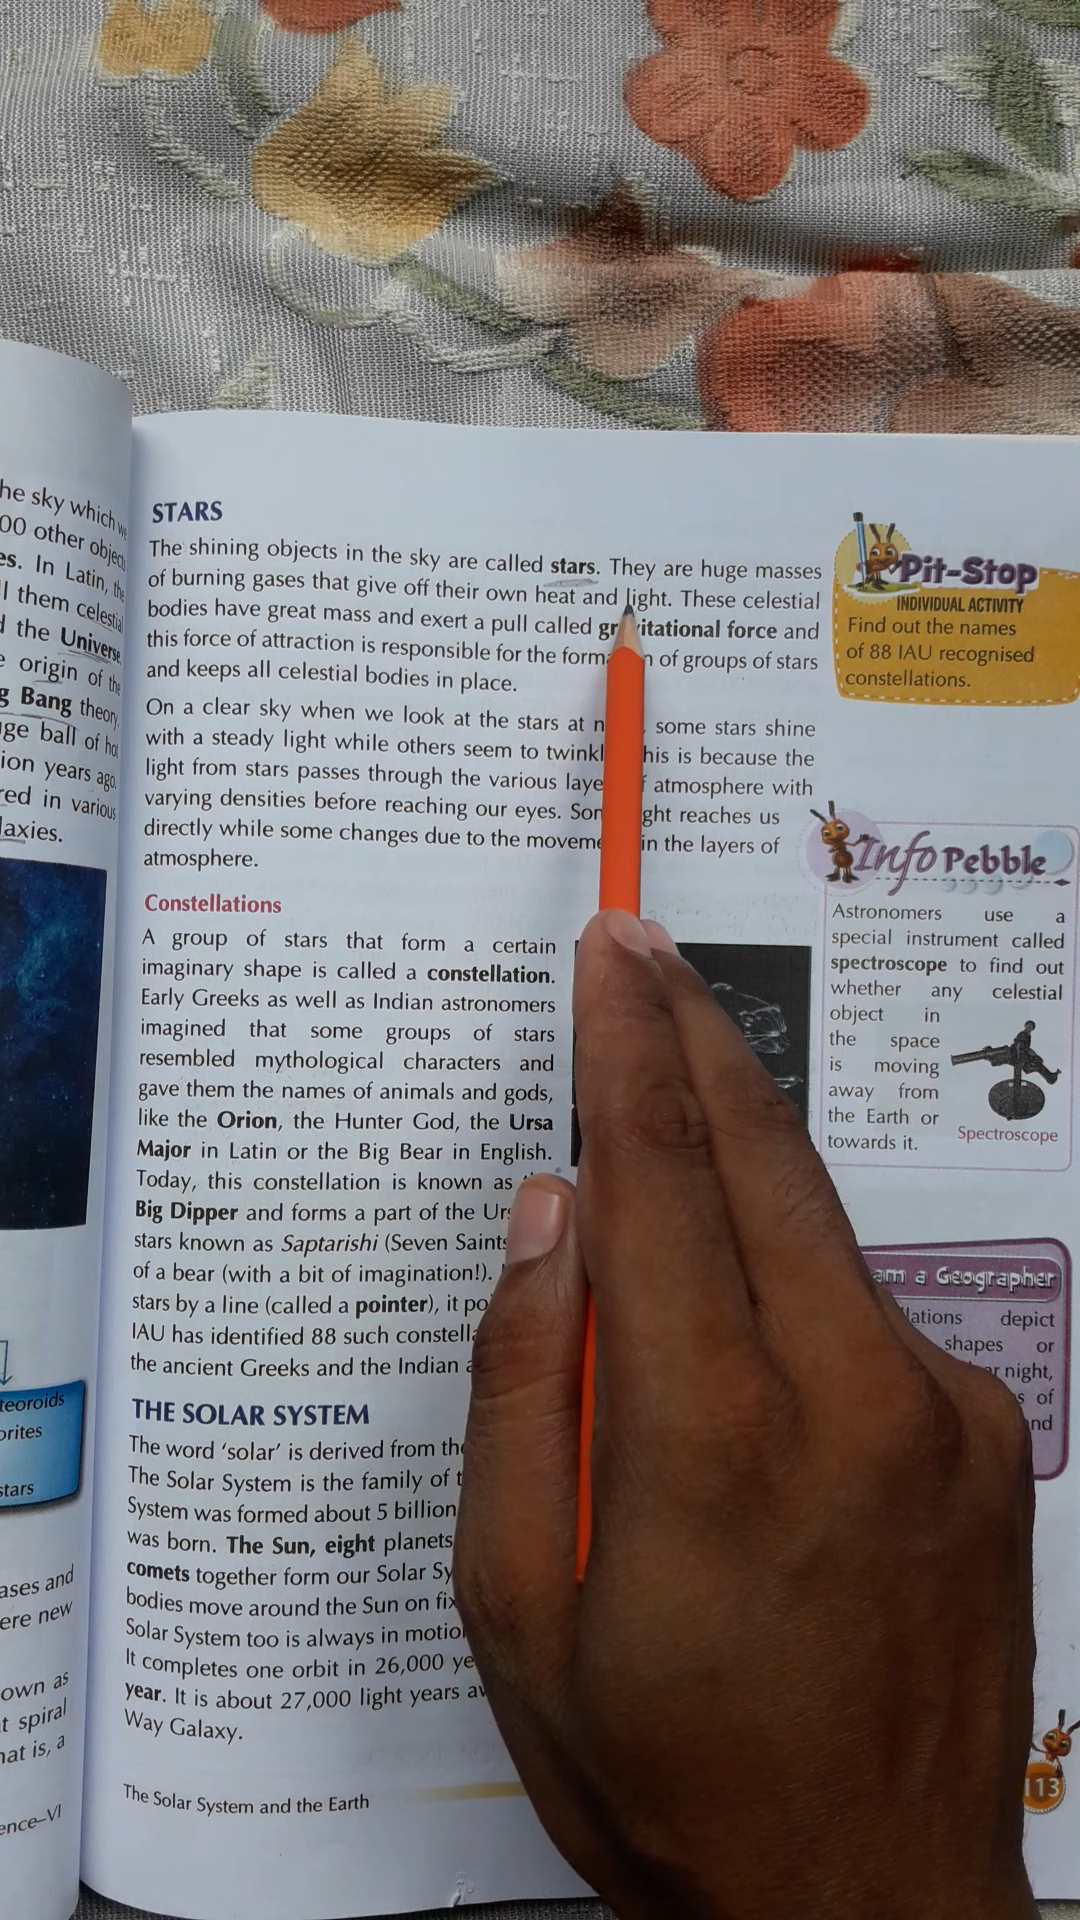 he sky which we
00 other objects
es. In Latin, the
l them celestial
d the Universe.
e origin of the
g Bang theory,
uge ball of hot
ion years ago.
red in various
laxies.
teoroids
orites
stars
ases and
ere new
own as
t spiral
hat is, a
ence–VI
STARS
The shining objects in the sky are called stars. They are huge masses
of burning gases that give off their own heat and light. These celestial
bodies have great mass and exert a pull called gr itational force and
this force of attraction is responsible for the forma n of groups of stars
and keeps all celestial bodies in place.
On a clear sky when we look at the stars at n , some stars shine
with a steady light while others seem to twinkl his is because the
light from stars passes through the various laye f atmosphere with
varying densities before reaching our eyes. Som ght reaches us
directly while some changes due to the moveme in the layers of
atmosphere.
Constellations
A group of stars that form a certain
imaginary shape is called a constellation.
Early Greeks as well as Indian astronomers
imagined that some groups of stars
resembled mythological characters and
gave them the names of animals and gods,
like the Orion, the Hunter God, the Ursa
Major in Latin or the Big Bear in English.
Today, this constellation is known as
Big Dipper and forms a part of the Urs
stars known as Saptarishi (Seven Saints
of a bear (with a bit of imagination!).
stars by a line (called a pointer), it po
IAU has identified 88 such constella
the ancient Greeks and the Indian a
THE SOLAR SYSTEM
The word ‘solar’ is derived from the
The Solar System is the family of t
System was formed about 5 billion
was born. The Sun, eight planets
comets together form our Solar Sy
bodies move around the Sun on fix
Solar System too is always in motio
It completes one orbit in 26,000 ye
year. It is about 27,000 light years aw
Way Galaxy.
The Solar System and the Earth
Pit-Stop
INDIVIDUAL ACTIVITY
Find out the names
of 88 IAU recognised
constellations.
Info Pebble
Astronomers use a
special instrument called
spectroscope to find out
whether any celestial
object in
the space
is moving
away from
the Earth or
towards it.
Spectroscope
am a Geographer
lations depict
shapes or
ar night,
s of
nd
113